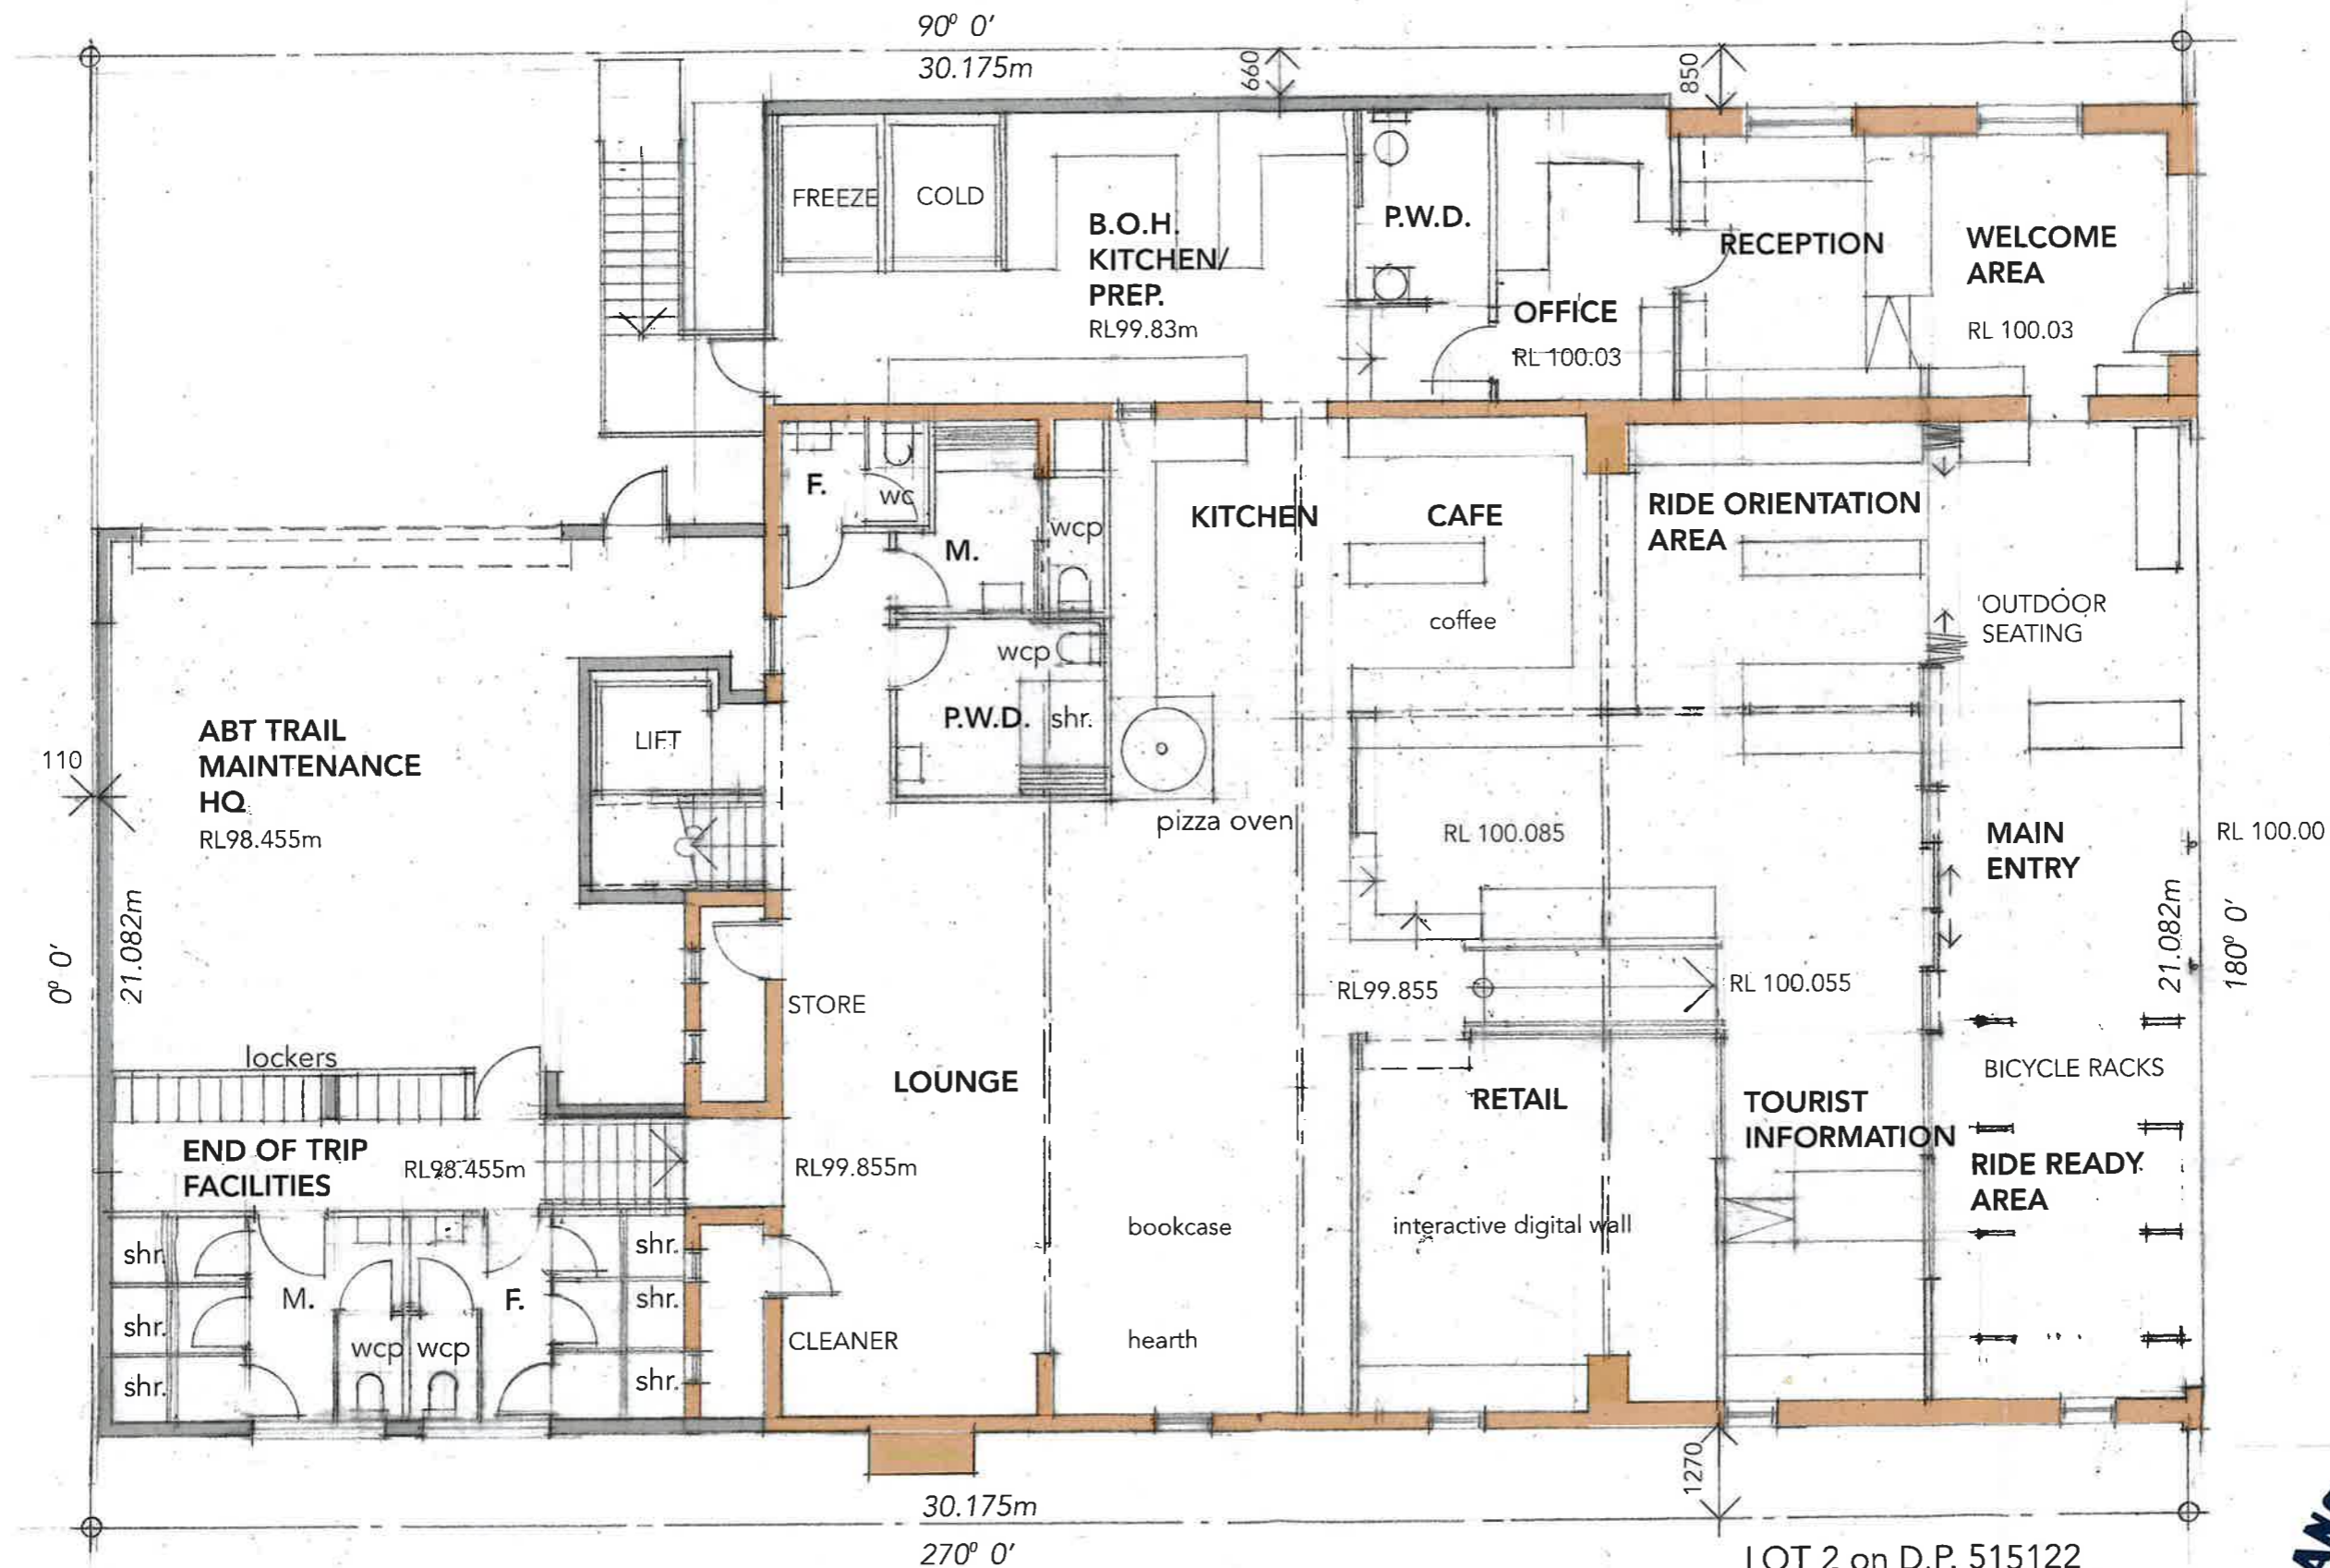 90⁰ 0'
30.175m
660
850
FREEZE
COLD
B.O.H.
KITCHEN/
PREP.
RL99.83m
P.W.D.
OFFICE
RL 100.03
RECEPTION
WELCOME
AREA
RL 100.03
F.
wc
M.
wcp
KITCHEN
CAFE
coffee
RIDE ORIENTATION
AREA
OUTDOOR
SEATING
wcp
P.W.D.
shr.
pizza oven
ABT TRAIL
MAINTENANCE
HQ
RL98.455m
110
LIFT
RL 100.085
MAIN
ENTRY
RL 100.00
0⁰ 0'
21.082m
21.082m
180⁰ 0'
STORE
RL99.855
RL 100.055
lockers
LOUNGE
RETAIL
TOURIST
INFORMATION
BICYCLE RACKS
END OF TRIP
FACILITIES
RL98.455m
RL99.855m
RIDE READY
AREA
shr.
shr.
shr.
M.
wcp
wcp
F.
shr.
shr.
shr.
bookcase
interactive digital wall
CLEANER
hearth
1270
30.175m
270⁰ 0'
LOT 2 on D.P. 515122